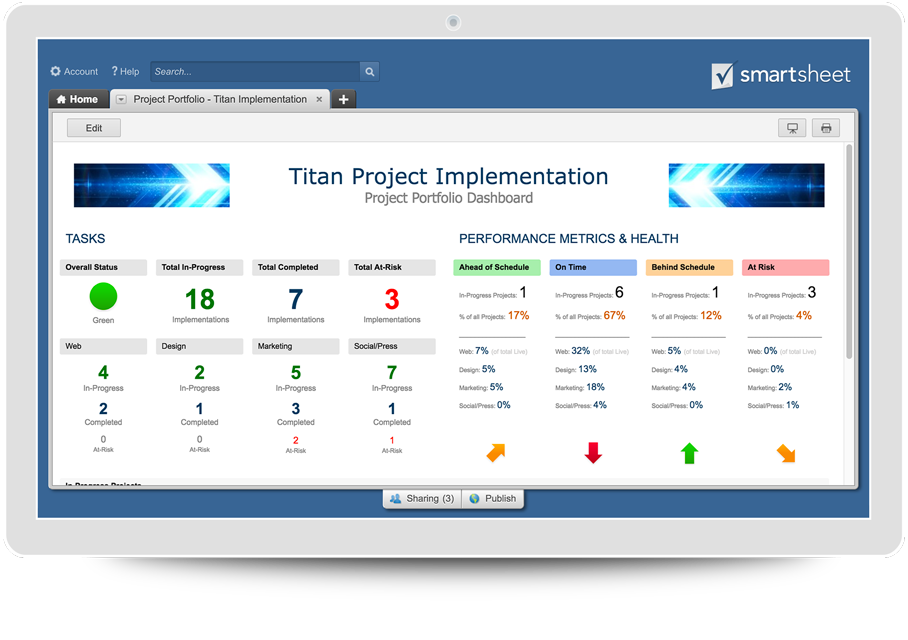 Account
? Help
Search...
smartsheet
Home
Project Portfolio - Titan Implementation
Edit
Titan Project Implementation
Project Portfolio Dashboard
TASKS
Overall Status
Total In-Progress
Total Completed
Total At-Risk
Green
18
Implementations
7
Implementations
3
Implementations
Web
Design
Marketing
Social/Press
4
In-Progress
2
In-Progress
5
In-Progress
7
In-Progress
2
Completed
1
Completed
3
Completed
1
Completed
0
At-Risk
0
At-Risk
2
At-Risk
1
At-Risk
In Progress Projects
PERFORMANCE METRICS & HEALTH
Ahead of Schedule
In-Progress Projects: 1
% of all Projects: 17%
Web: 7% (of total Live)
Design: 5%
Marketing: 5%
Social/Press: 0%
On Time
In-Progress Projects: 6
% of all Projects: 67%
Web: 32% (of total Live)
Design: 13%
Marketing: 18%
Social/Press: 4%
Behind Schedule
In-Progress Projects: 1
% of all Projects: 12%
Web: 5% (of total Live)
Design: 4%
Marketing: 4%
Social/Press: 0%
At Risk
In-Progress Projects: 3
% of all Projects: 4%
Web: 0% (of total Live)
Design: 0%
Marketing: 2%
Social/Press: 1%
Sharing (3)
Publish